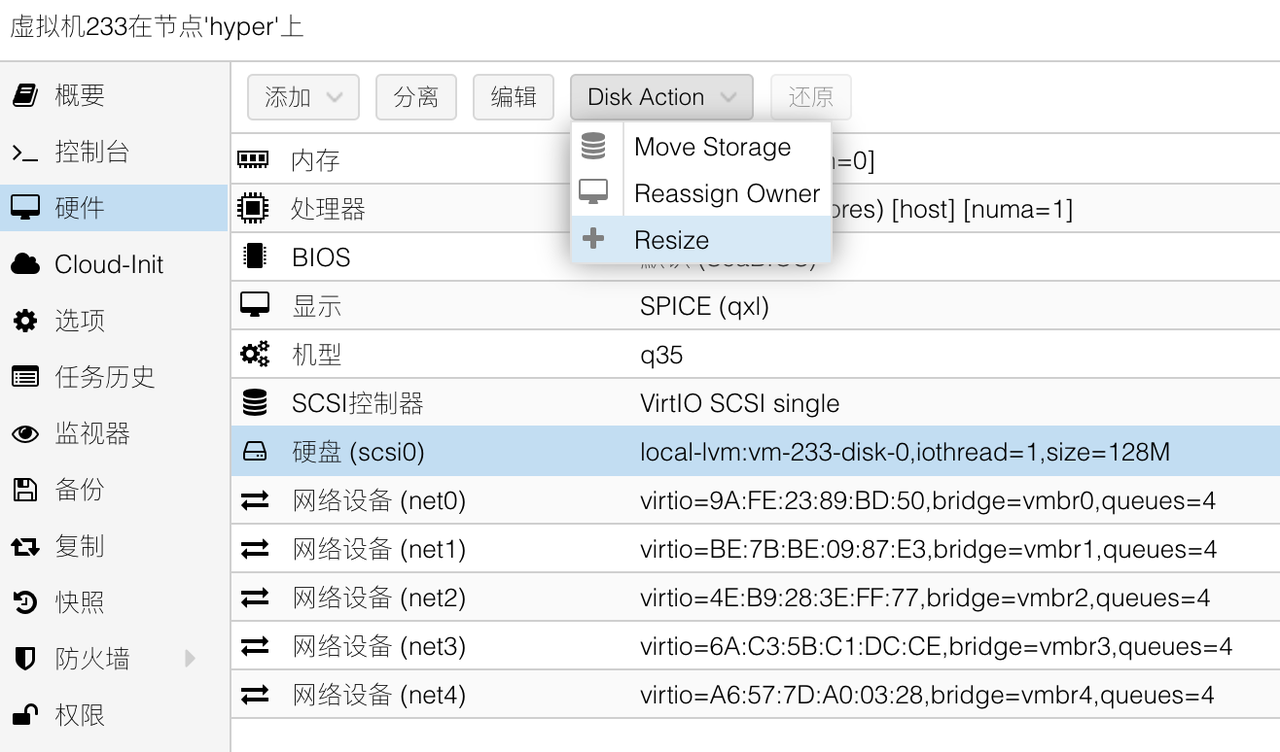 虚拟机233在节点'hyper'上
概要
控制台
硬件
Cloud-Init
选项
任务历史
监视器
备份
复制
快照
防火墙
权限
添加 分离 编辑 Disk Action 还原
Move Storage
Reassign Owner
Resize
内存 =0]
处理器 ores) [host] [numa=1]
BIOS
显示 SPICE (qxl)
机型 q35
SCSI控制器 VirtIO SCSI single
硬盘 (scsi0) local-lvm:vm-233-disk-0,iothread=1,size=128M
网络设备 (net0) virtio=9A:FE:23:89:BD:50,bridge=vmbr0,queues=4
网络设备 (net1) virtio=BE:7B:BE:09:87:E3,bridge=vmbr1,queues=4
网络设备 (net2) virtio=4E:B9:28:3E:FF:77,bridge=vmbr2,queues=4
网络设备 (net3) virtio=6A:C3:5B:C1:DC:CE,bridge=vmbr3,queues=4
网络设备 (net4) virtio=A6:57:7D:A0:03:28,bridge=vmbr4,queues=4